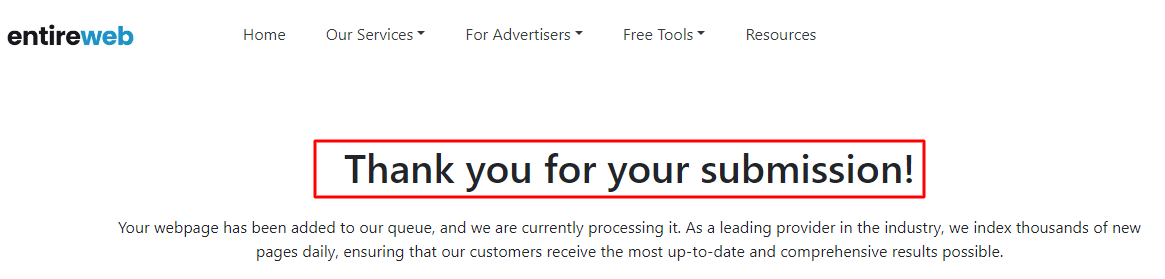 entireweb Home Our Services For Advertisers Free Tools Resources
Thank you for your submission!
Your webpage has been added to our queue, and we are currently processing it. As a leading provider in the industry, we index thousands of new
pages daily, ensuring that our customers receive the most up-to-date and comprehensive results possible.